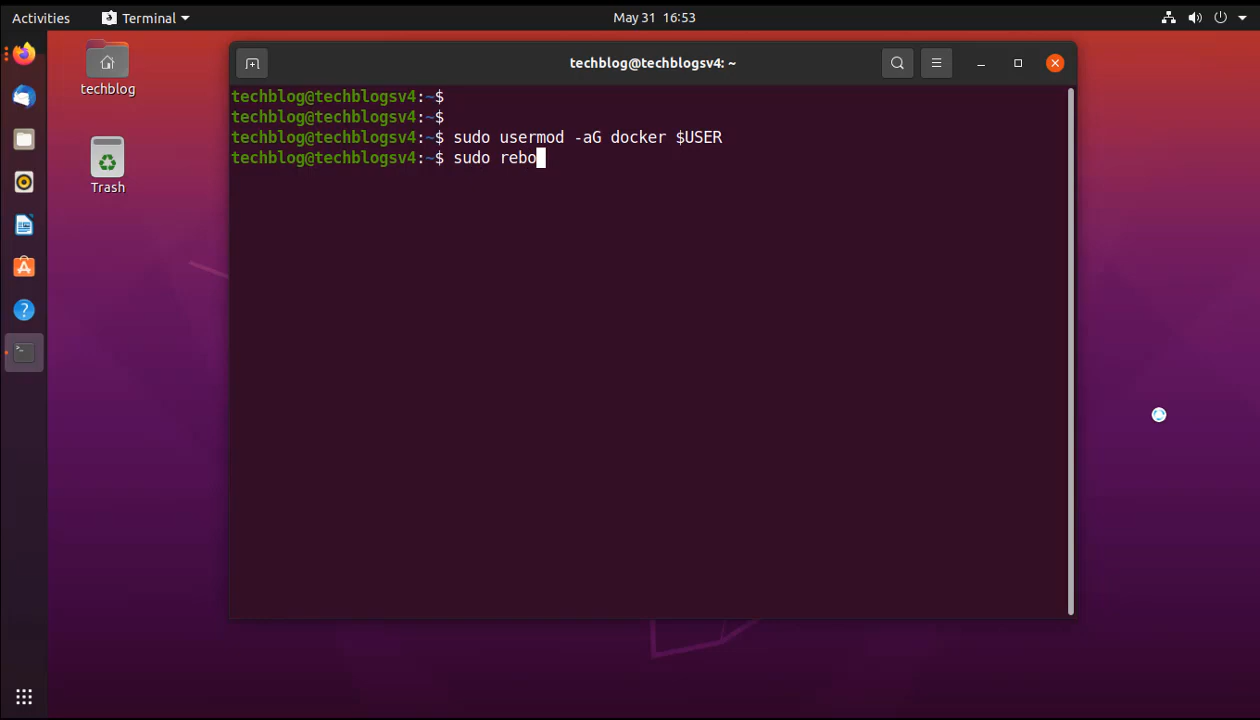 Activities
Terminal
May 31 16:53
techblog
Trash
techblog@techblogsv4: ~
techblog@techblogsv4:~$
techblog@techblogsv4:~$
techblog@techblogsv4:~$ sudo usermod -aG docker $USER
techblog@techblogsv4:~$ sudo rebo